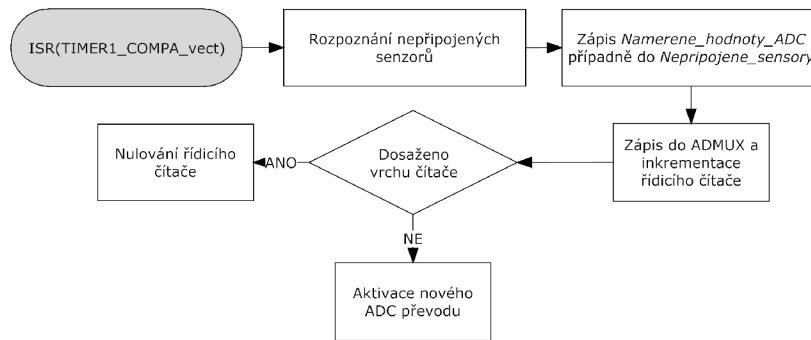 ISR(TIMER1_COMPA_vect)
Rozpoznání nepřipojených
senzorů
Zápis Namerene_hodnoty_ADC
případně do Nepripojene_sensory
Zápis do ADMUX a
inkrementace
řídicího čítače
Dosaženo
vrchu čítače
ANO
Nulování řídicího
čítače
NE
Aktivace nového
ADC převodu